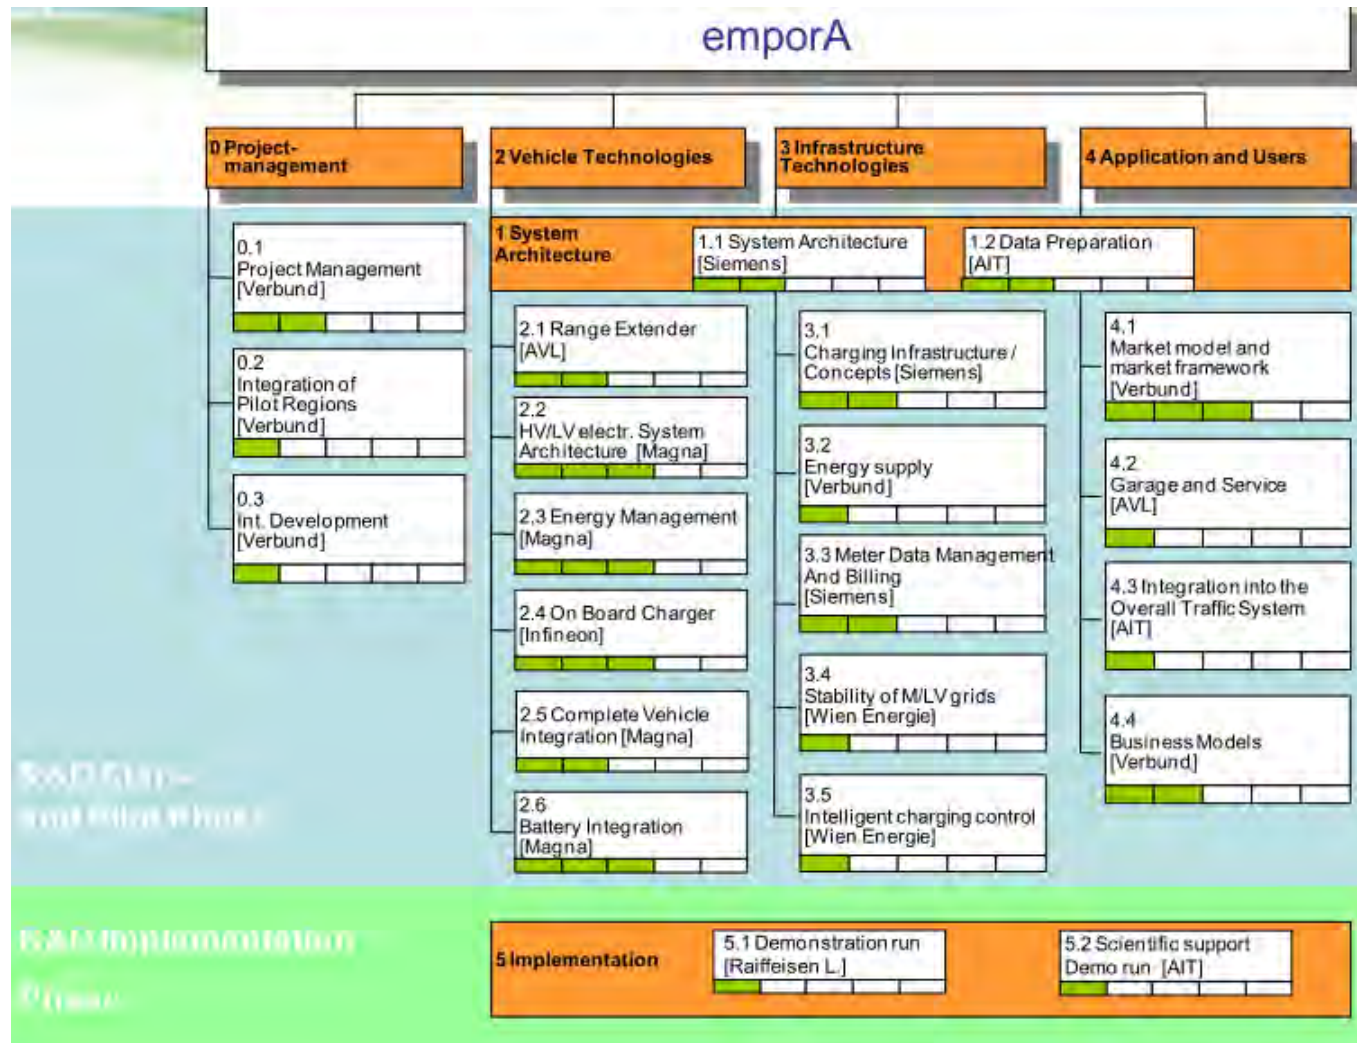 emporA
0 Project-
management
2 Vehicle Technologies
3 Infrastructure
Technologies
4 Application and Users
1 System
Architecture
1.1 System Architecture
[Siemens]
1.2 Data Preparation
[AIT]
0.1
Project Management
[Verbund]
0.2
Integration of
Pilot Regions
[Verbund]
0.3
Int. Development
[Verbund]
2.1 Range Extender
[AVL]
2.2
HV/LV electr. System
Architecture [Magna]
2.3 Energy Management
[Magna]
2.4 On Board Charger
[Infineon]
2.5 Complete Vehicle
Integration [Magna]
2.6
Battery Integration
[Magna]
3.1
Charging Infrastructure /
Concepts [Siemens]
3.2
Energy supply
[Verbund]
3.3 Meter Data Management
And Billing
[Siemens]
3.4
Stability of M/LV grids
[Wien Energie]
3.5
Intelligent charging control
[Wien Energie]
4.1
Market model and
market framework
[Verbund]
4.2
Garage and Service
[AVL]
4.3 Integration into the
Overall Traffic System
[AIT]
4.4
Business Models
[Verbund]
R&D Implementation
Phase
5 Implementation
5.1 Demonstration run
[Raiffeisen L.]
5.2 Scientific support
Demo run [AIT]